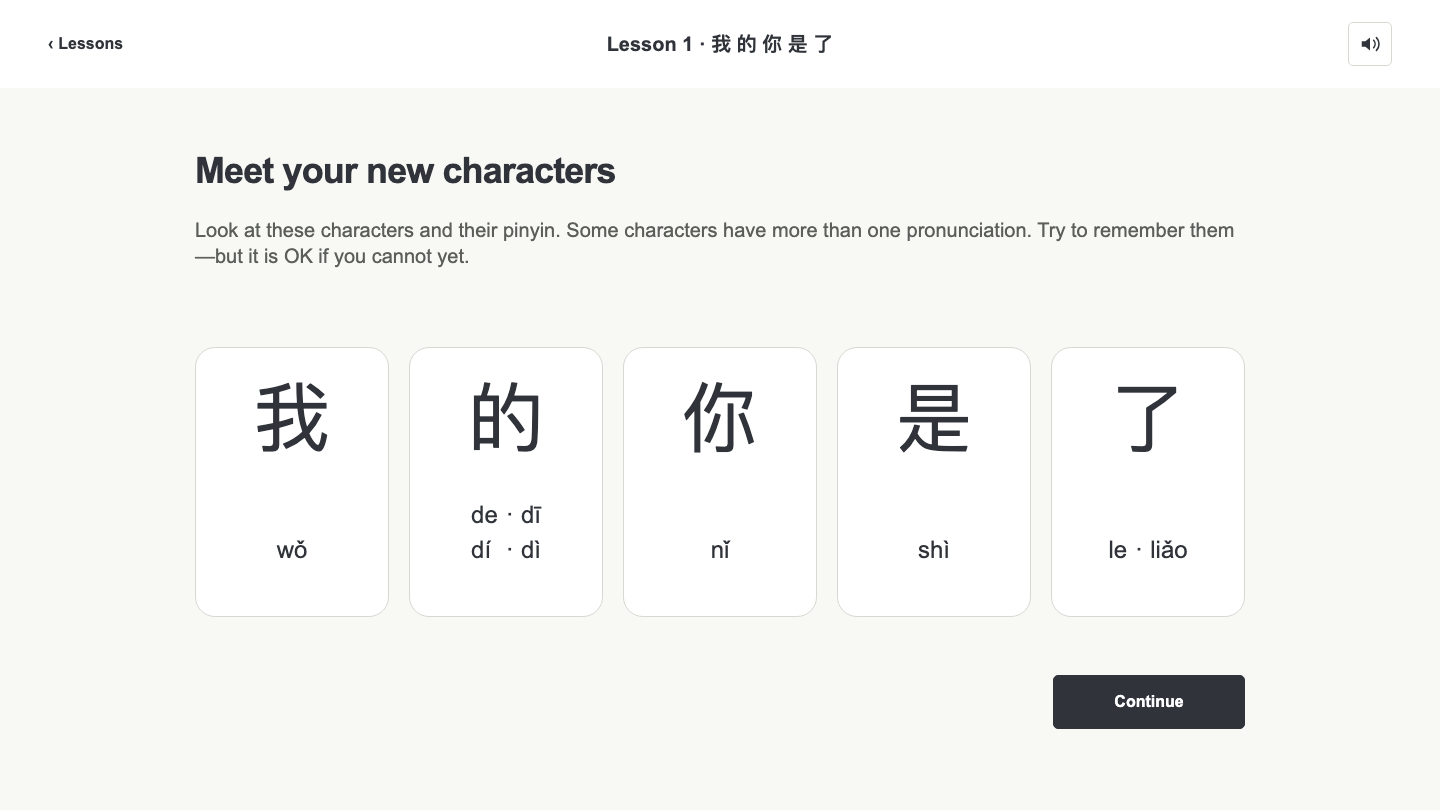 ‹ Lessons
Lesson 1 · 我 的 你 是 了
Meet your new characters
Look at these characters and their pinyin. Some characters have more than one pronunciation. Try to remember them
—but it is OK if you cannot yet.
我
wǒ
的
de · dī
dí · dì
你
nǐ
是
shì
了
le · liǎo
Continue